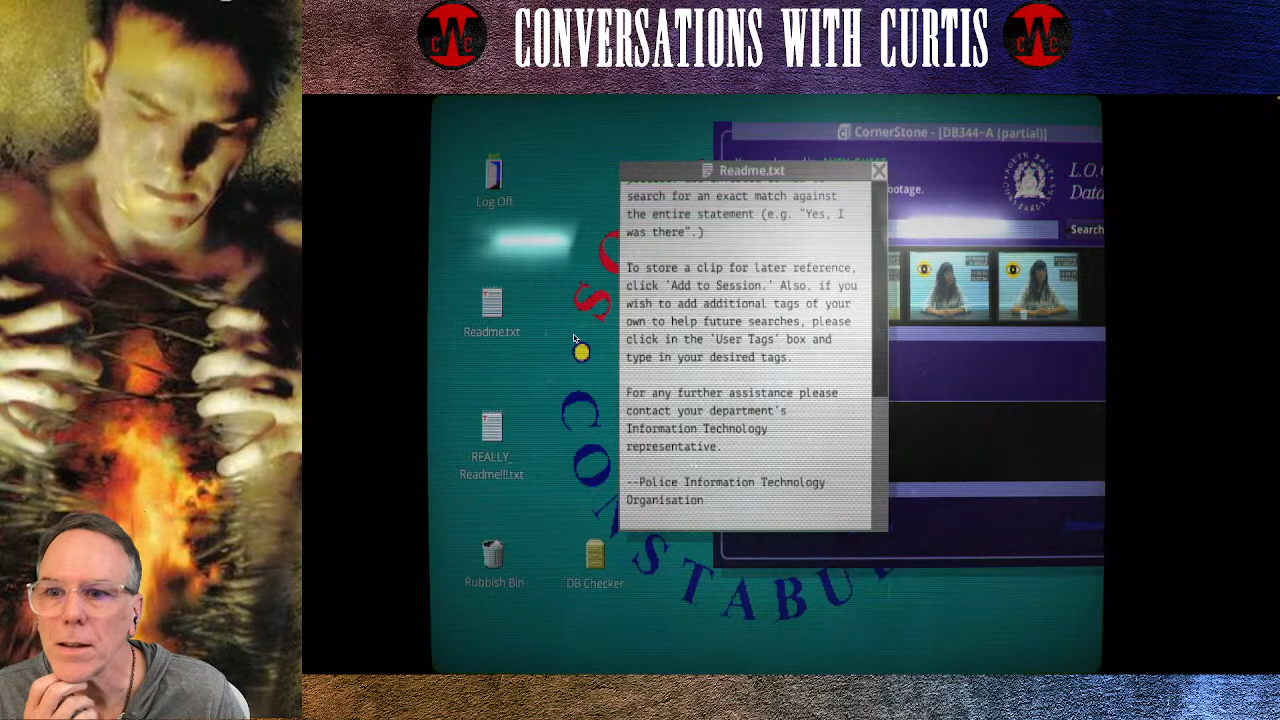 CONVERSATIONS WITH CURTIS
C C
C C
CornerStone - [DB344~A (partial)]
Readme.txt
search for an exact match against
the entire statement (e.g. "Yes, I
was there".)
To store a clip for later reference,
click 'Add to Session.' Also, if you
wish to add additional tags of your
own to help future searches, please
click in the 'User Tags' box and
type in your desired tags.
For any further assistance please
contact your department's
Information Technology
representative.
--Police Information Technology
Organisation
ootage.
L.O.
Data
Search
Log Off
Readme.txt
REALLY_
Readme!!!.txt
Rubbish Bin
DB Checker
S
CONSTABU